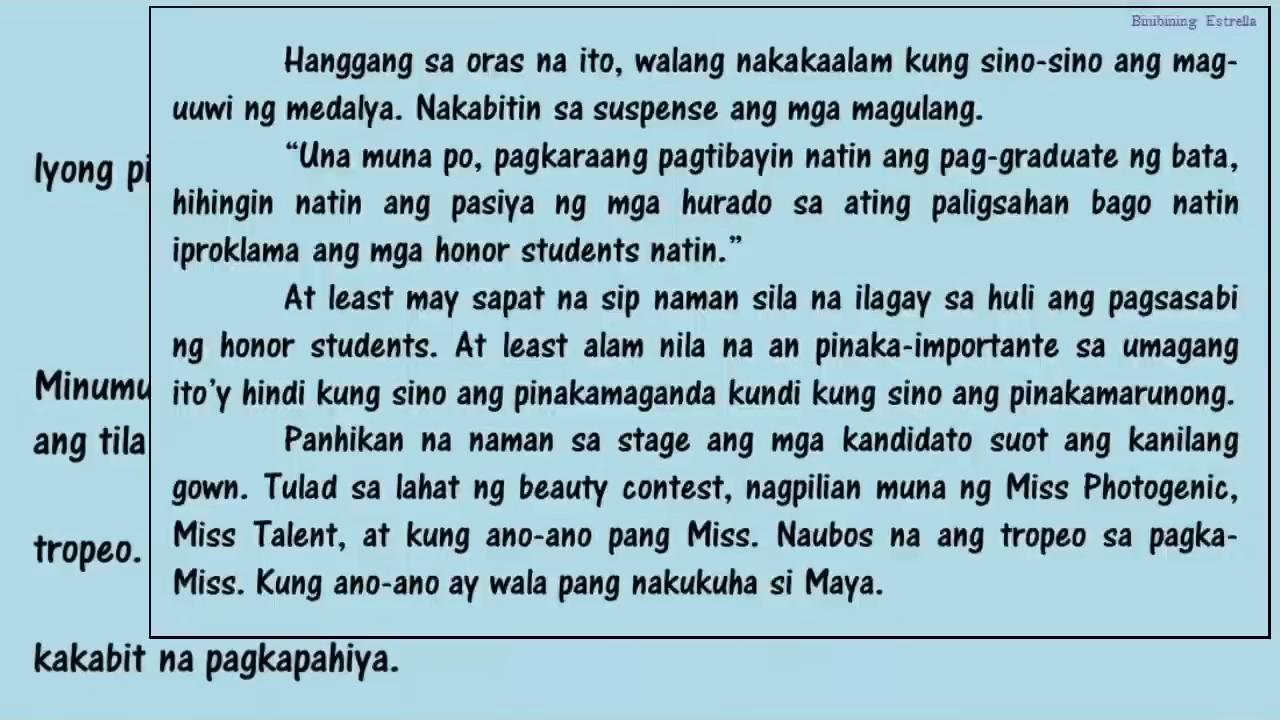 Binibining Estrella
Hanggang sa oras na ito, walang nakakaalam kung sino-sino ang mag-
uuwi ng medalya. Nakabitin sa suspense ang mga magulang.
“Una muna po, pagkaraang pagtibayin natin ang pag-graduate ng bata,
hihingin natin ang pasiya ng mga hurado sa ating paligsahan bago natin
iproklama ang mga honor students natin.”
At least may sapat na sip naman sila na ilagay sa huli ang pagsasabi
ng honor students. At least alam nila na an pinaka-importante sa umagang
ito’y hindi kung sino ang pinakamaganda kundi kung sino ang pinakamarunong.
Panhikan na naman sa stage ang mga kandidato suot ang kanilang
gown. Tulad sa lahat ng beauty contest, nagpilian muna ng Miss Photogenic,
Miss Talent, at kung ano-ano pang Miss. Naubos na ang tropeo sa pagka-
Miss. Kung ano-ano ay wala pang nakukuha si Maya.
Iyong pi
Minumu
ang tila
tropeo.
kakabit na pagkapahiya.